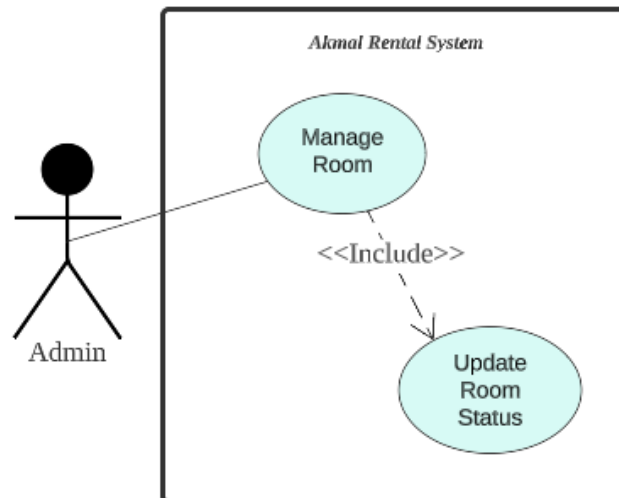 Akmal Rental System
Manage
Room
<<Include>>
Admin
Update
Room
Status